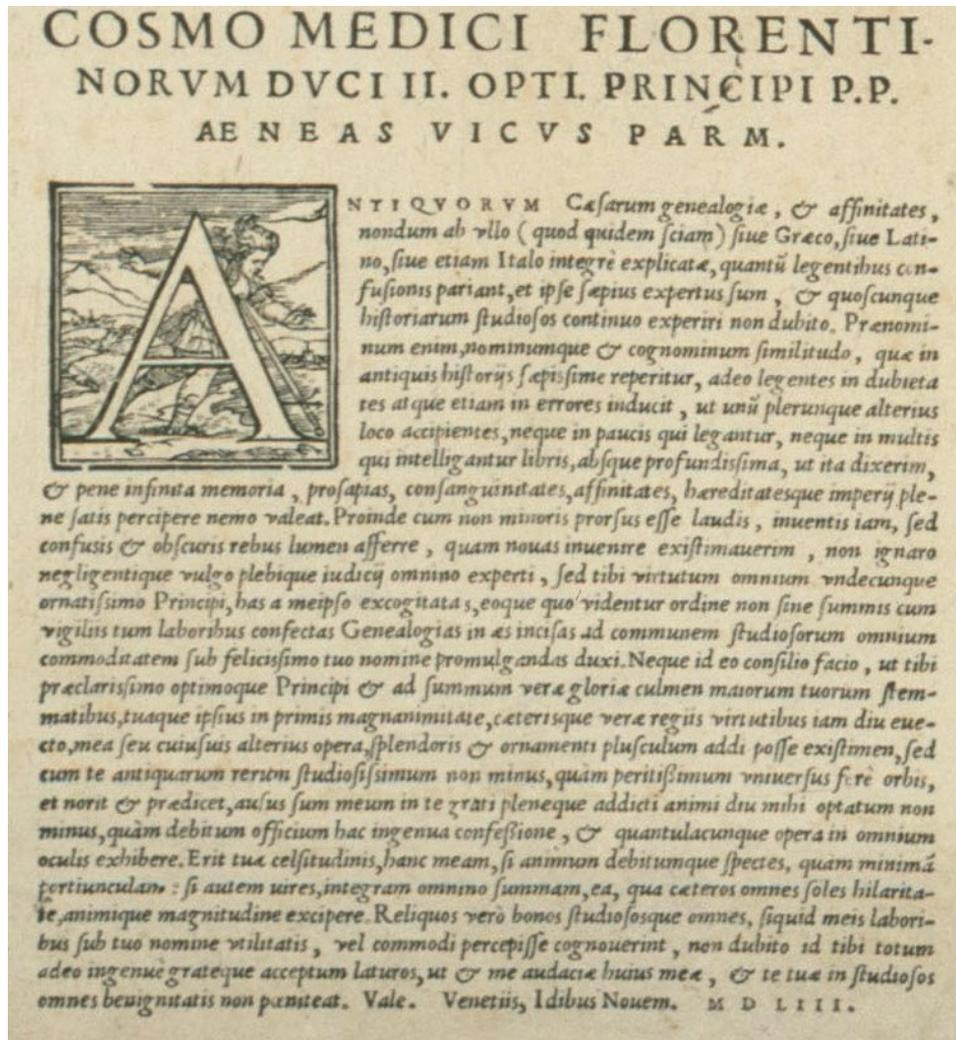 COSMO MEDICI FLORENTI-
NORVM DVCI II. OPTI. PRINCIPI P.P.
AENEAS VICVS PARM.
ANTIQVORVM Cæsarum genealogiæ, & affinitates,
nondum ab vllo (quod quidem sciam) siue Græco, siue Lati-
no, siue etiam Italo integrè explicatæ, quantũ legentibus con-
fusionis pariant, et ipse sæpius expertus sum, & quoscunque
historiarum studiosos continuo experiri non dubito. Prænomi-
num enim, nominumque & cognominum similitudo, quæ in
antiquis historijs sæpissime reperitur, adeo legentes in dubieta
tes atque etiam in errores inducit, ut unũ plerunque alterius
loco accipientes, neque in paucis qui legantur, neque in multis
qui intelligantur libris, absque profundissima, ut ita dixerim,
& pene infinita memoria, prosapias, consanguinitates, affinitates, hæreditatesque imperij ple-
ne satis percipere nemo valeat. Proinde cum non minoris prorsus esse laudis, inuentis iam, sed
confusis & obscuris rebus lumen afferre, quam nouas inuenire existimauerim, non ignaro
negligentique vulgo plebique iudicij omnino experti, sed tibi virtutum omnium vndecunque
ornatissimo Principi, has a meipso excogitatas, eoque quo videntur ordine non sine summis cum
vigiliis tum laboribus confectas Genealogias in æs incisas ad communem studiosorum omnium
commoditatem sub felicissimo tuo nomine promulgandas duxi. Neque id eo consilio facio, ut tibi
præclarissimo optimoque Principi & ad summum veræ gloriæ culmen maiorum tuorum stem-
matibus, tuaque ipsius in primis magnanimitate, cæterisque veræ regiis virtutibus iam diu eue-
cto, mea seu cuiusuis alterius opera, splendoris & ornamenti plusculum addi posse existimen, sed
cum te antiquarum rerum studiosissimum non minus, quàm peritißimum vniuersus ferè orbis,
et norit & prædicet, ausus sum meum in te grati pleneque addicti animi diu mihi optatum non
minus, quàm debitum officium hac ingenua confeßione, & quantulacunque opera in omnium
oculis exhibere. Erit tuæ celsitudinis, hanc meam, si animum debitumque spectes, quàm minimã
portiunculam: si autem uires, integram omnino summam, ea, qua cæteros omnes soles hilarita-
te, animique magnitudine excipere. Reliquos verò bonos studiososque omnes, siquid meis labori-
bus sub tuo nomine vtilitatis, vel commodi percepisse cognouerint, non dubito id tibi totum
adeo ingenuè grateque acceptum laturos, ut & me audaciæ huius meæ, & te tuæ in studiosos
omnes benignitatis non pæniteat. Vale. Venetiis, Idibus Nouem. M D LIII.